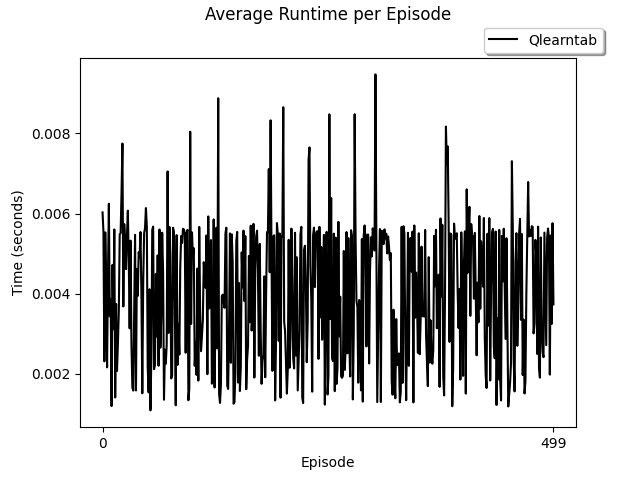 Average Runtime per Episode
Qlearntab
0.008
0.006
0.004
0.002
Time (seconds)
0 499
Episode